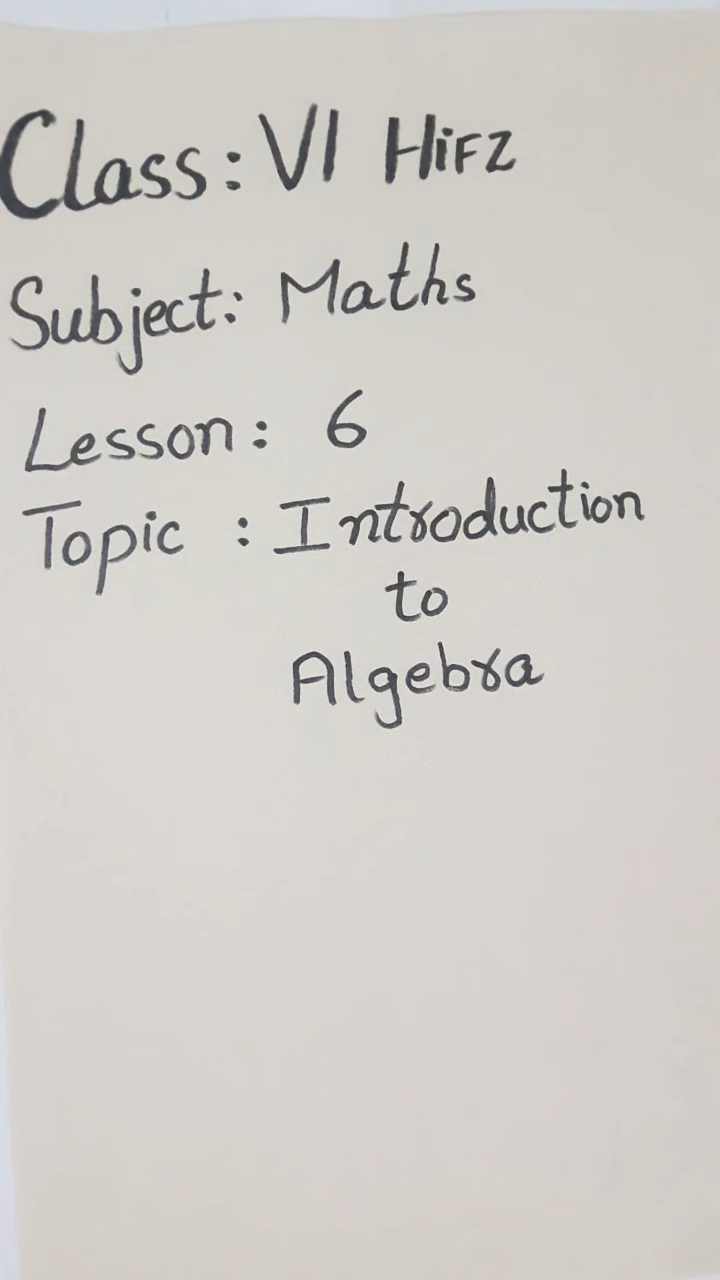 Class: VI HiFZ
Subject: Maths
Lesson: 6
Topic : Introduction
to
Algebra